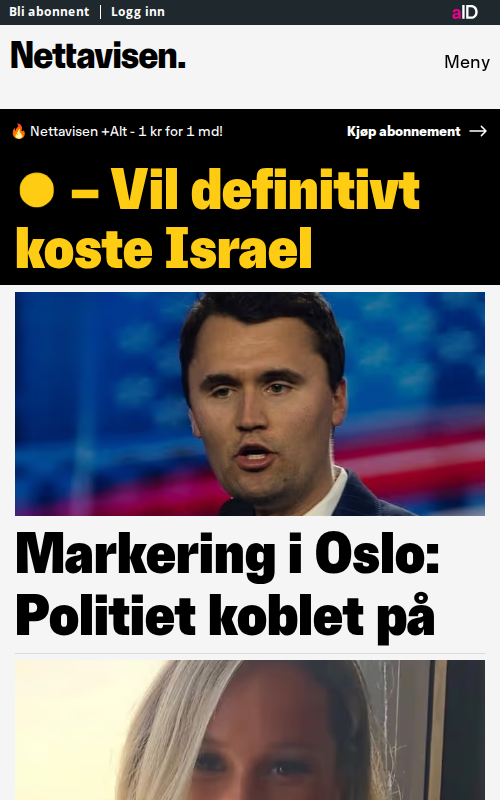 Bli abonnent | Logg inn
aID
Nettavisen.
Meny
🔥 Nettavisen +Alt - 1 kr for 1 md!
Kjøp abonnement →
● – Vil definitivt
koste Israel
Markering i Oslo:
Politiet koblet på